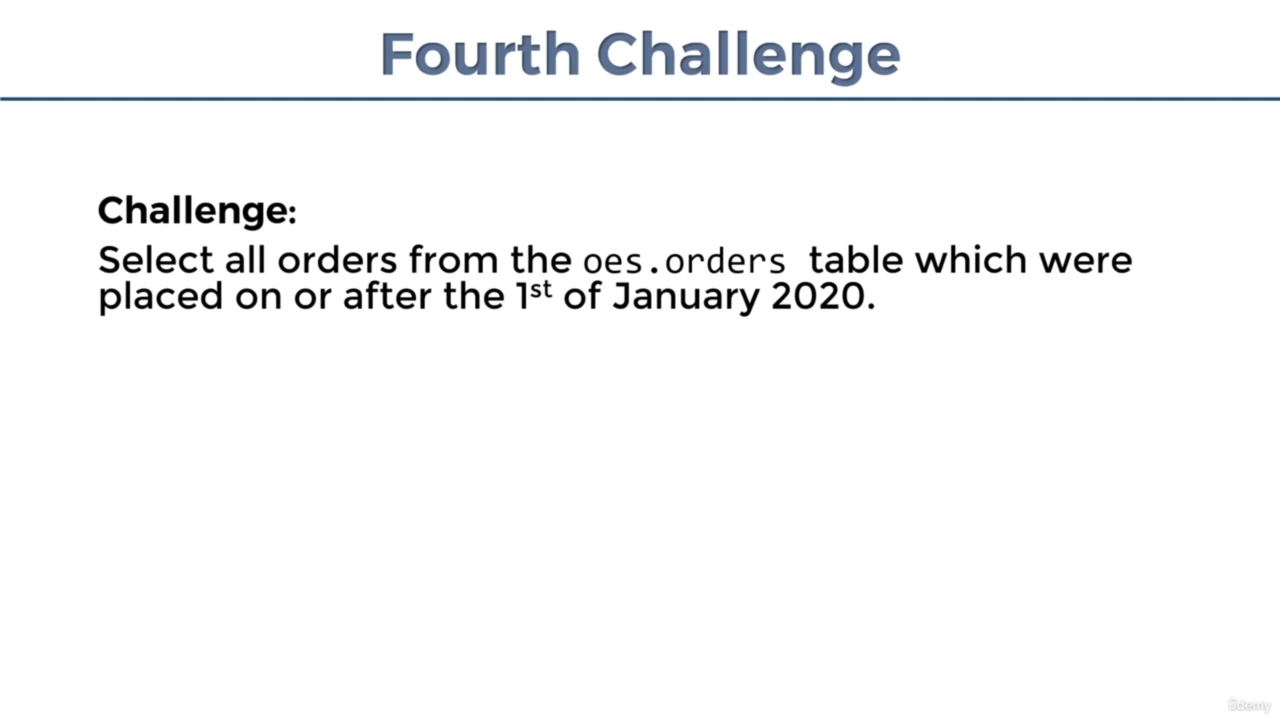 Fourth Challenge
Challenge:
Select all orders from the oes.orders table which were
placed on or after the 1st of January 2020.
ûdemy